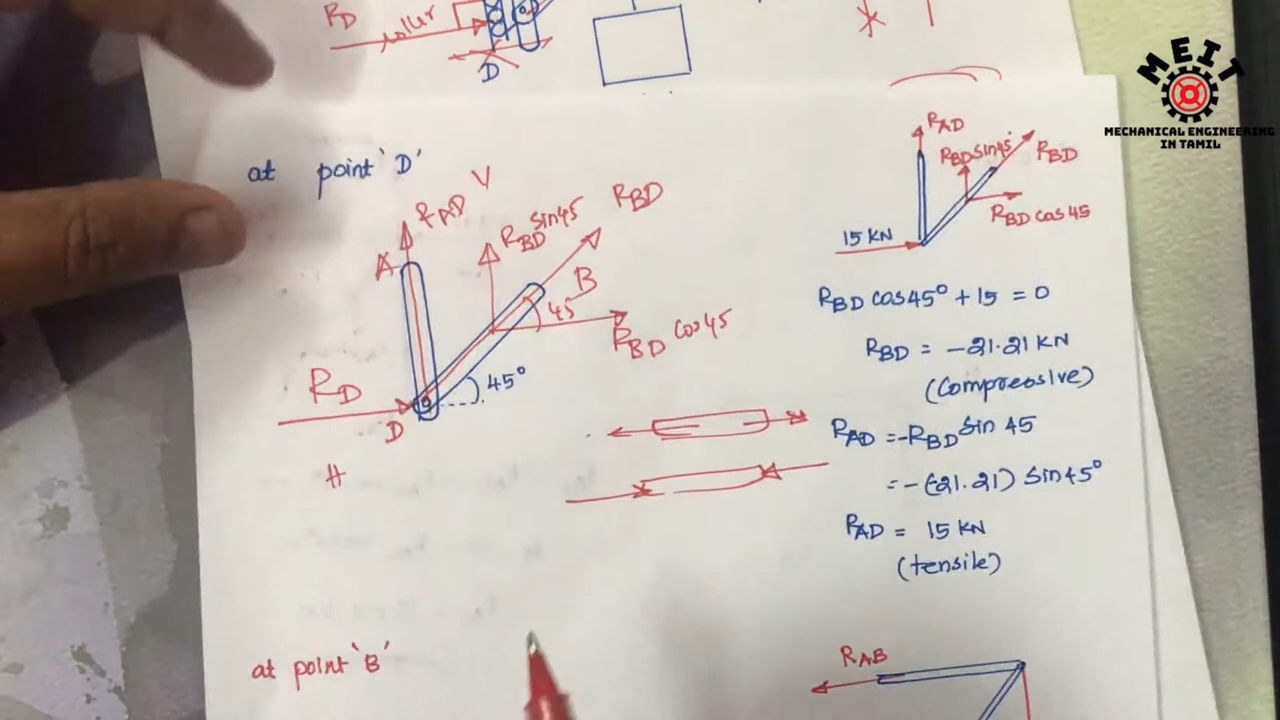 RD
roller
D
MEIT
MECHANICAL ENGINEERING
IN TAMIL
at point 'D'
RAD V
A
RBD sin45
RBD
B
45
RBD cos45
45°
RD
D
H
RAD
RBD sin45°
RBD
RBD cos45
15 KN
RBD cos45° + 15 = 0
RBD = -21.21 KN
(Compressive)
RAD = -RBD sin 45
= -(-21.21) sin45°
RAD = 15 KN
(tensile)
at point 'B'
RAB